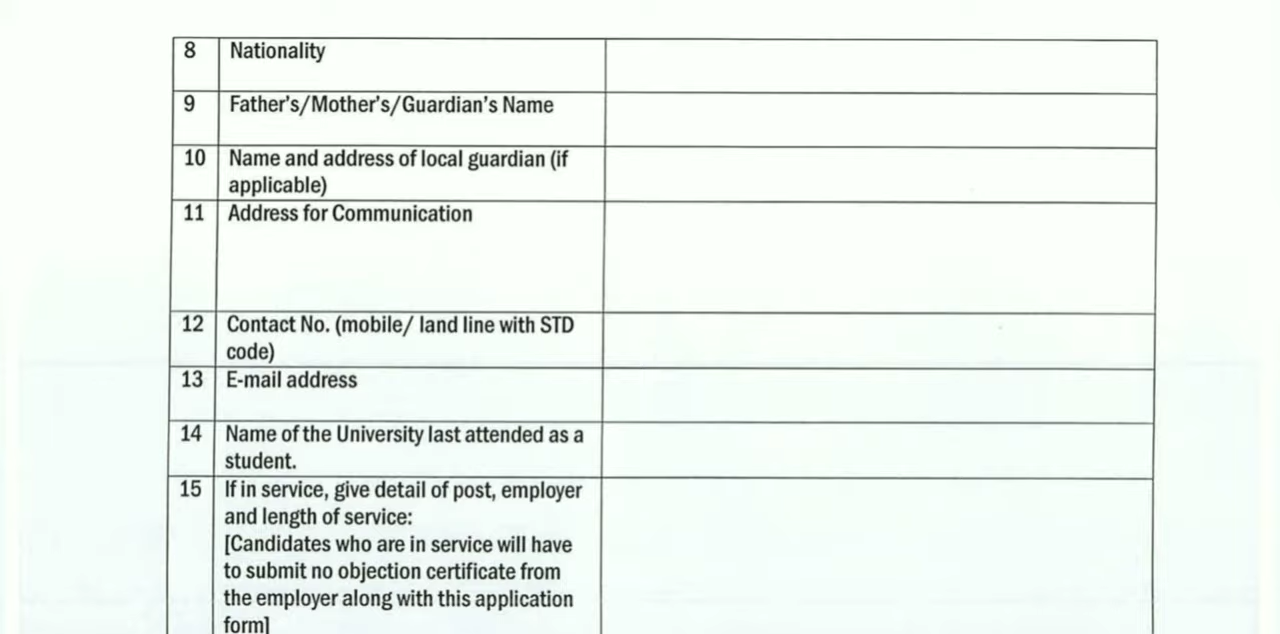 8 Nationality
9 Father's/Mother's/Guardian's Name
10 Name and address of local guardian (if
applicable)
11 Address for Communication
12 Contact No. (mobile/ land line with STD
code)
13 E-mail address
14 Name of the University last attended as a
student.
15 If in service, give detail of post, employer
and length of service:
[Candidates who are in service will have
to submit no objection certificate from
the employer along with this application
form]